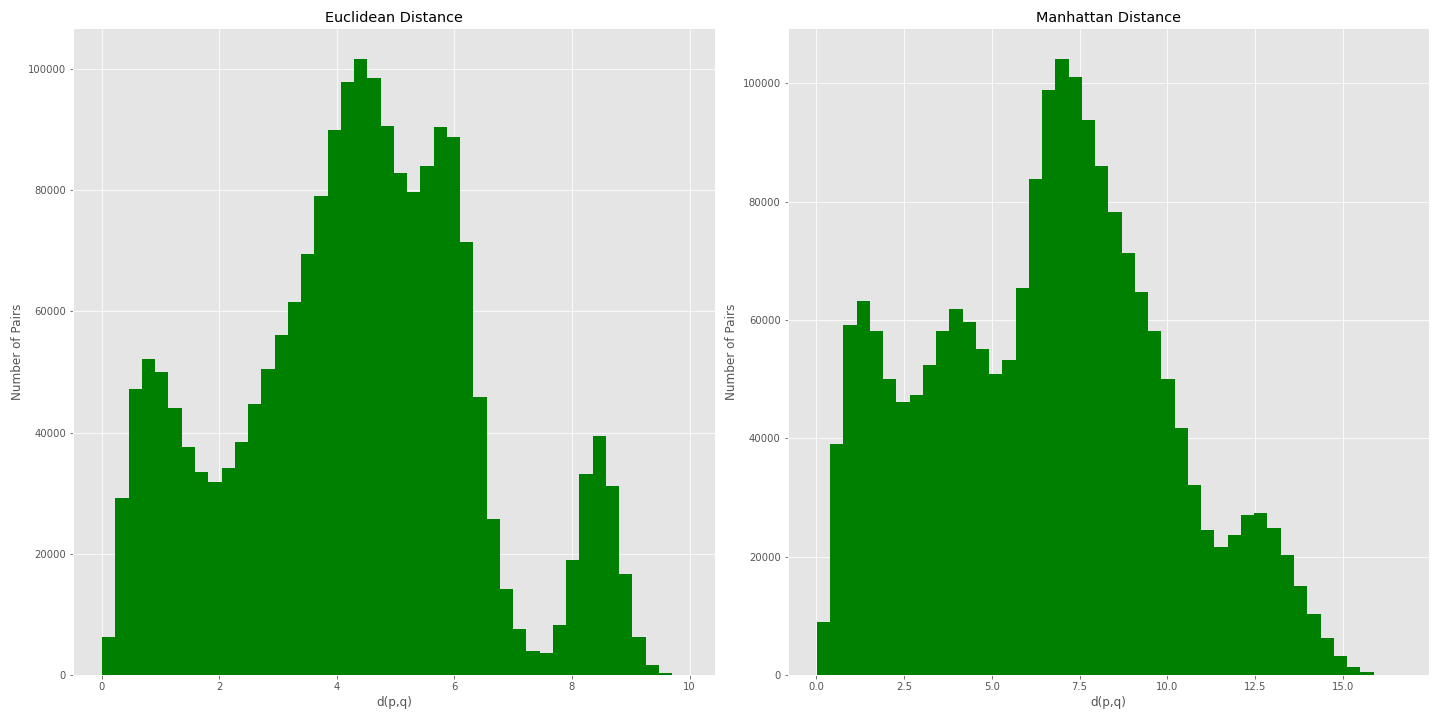 Euclidean Distance
Number of Pairs
100000
80000
60000
40000
20000
0
0 2 4 6 8 10
d(p,q)
Manhattan Distance
Number of Pairs
100000
80000
60000
40000
20000
0
0.0 2.5 5.0 7.5 10.0 12.5 15.0
d(p,q)